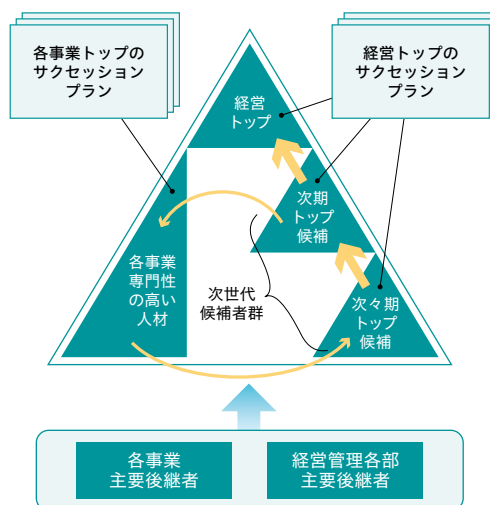 各事業トップの
サクセッション
プラン
経営トップの
サクセッション
プラン
経営
トップ
次期
トップ
候補
各事業
専門性
の高い
人材
次世代
候補者群
次々期
トップ
候補
各事業
主要後継者
経営管理各部
主要後継者